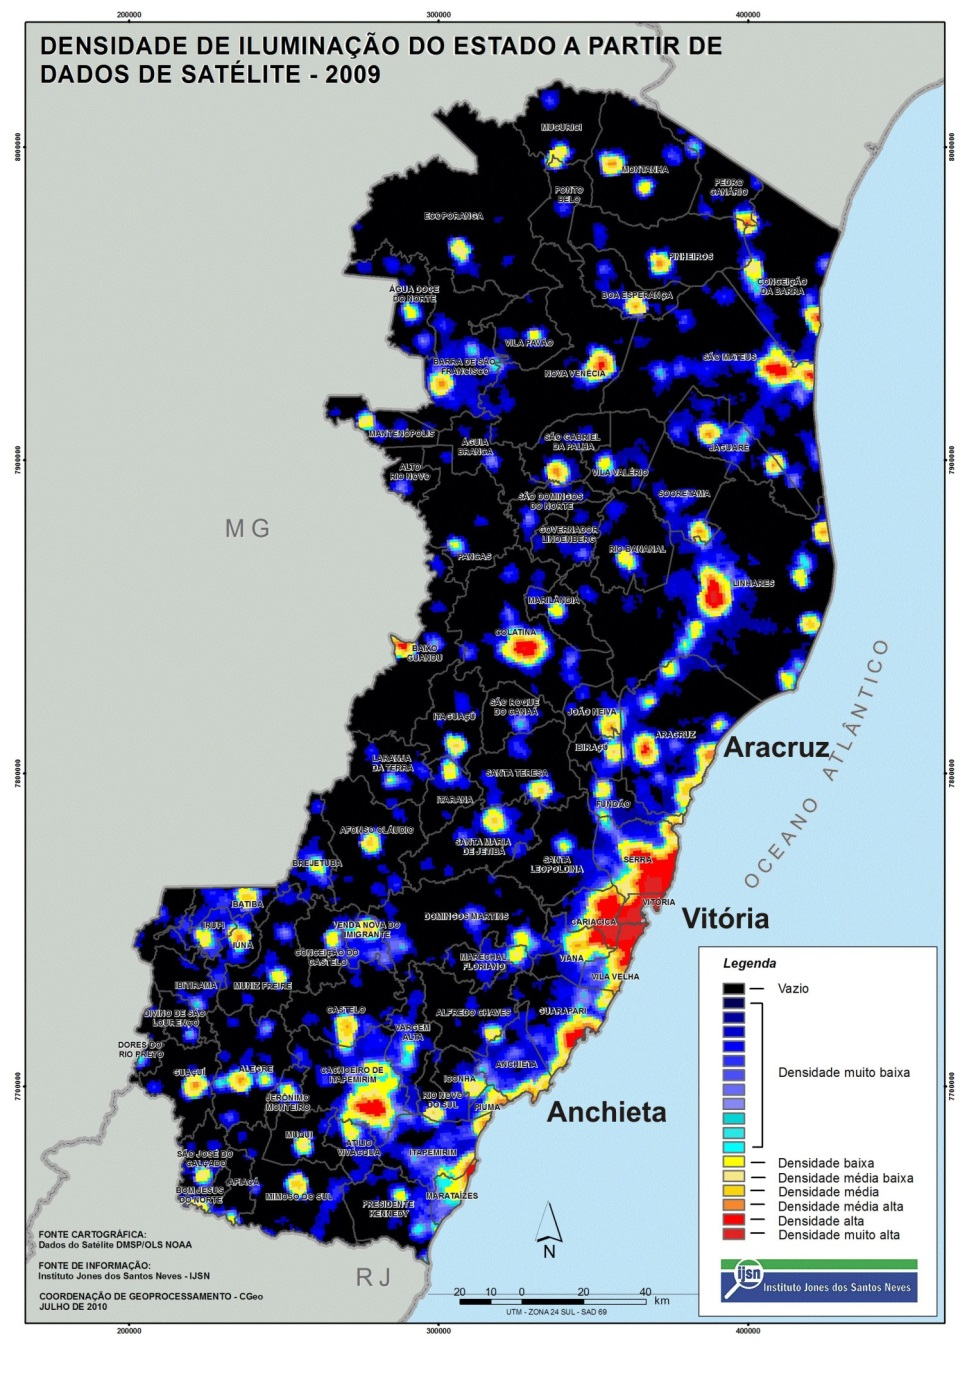 200000
300000
400000
DENSIDADE DE ILUMINAÇÃO DO ESTADO A PARTIR DE
DADOS DE SATÉLITE - 2009
8000000
8000000
MUCURICI
MONTANHA
PEDRO
CANÁRIO
PONTO
BELO
ECOPORANGA
PINHEIROS
CONCEIÇÃO
DA BARRA
ÁGUA DOCE
DO NORTE
BOA ESPERANÇA
VILA PAVÃO
BARRA DE SÃO
FRANCISCO
SÃO MATEUS
NOVA VENÉCIA
MANTENÓPOLIS
ÁGUIA
BRANCA
SÃO GABRIEL
DA PALHA
JAGUARÉ
7900000
7900000
ALTO
RIO NOVO
VILA VALÉRIO
SOORETAMA
SÃO DOMINGOS
DO NORTE
MG
GOVERNADOR
LINDENBERG
RIO BANANAL
PANCAS
LINHARES
MARILÂNDIA
COLATINA
BAIXO
GUANDU
OCEANO ATLÂNTICO
SÃO ROQUE
DO CANAÃ
ITAGUAÇU
JOÃO NEIVA
ARACRUZ
Aracruz
IBIRAÇU
LARANJA
DA TERRA
SANTA TERESA
7800000
7800000
ITARANA
FUNDÃO
AFONSO CLÁUDIO
SANTA MARIA
DE JETIBÁ
BREJETUBA
SANTA
LEOPOLDINA
SERRA
IBATIBA
VITÓRIA
Vitória
DOMINGOS MARTINS
CARIACICA
IRUPI
VENDA NOVA DO
IMIGRANTE
IÚNA
CONCEIÇÃO DO
CASTELO
MARECHAL
FLORIANO
VIANA
VILA VELHA
IBITIRAMA
MUNIZ FREIRE
DIVINO DE SÃO
LOURENÇO
CASTELO
ALFREDO CHAVES
GUARAPARI
VARGEM
ALTA
DORES DO
RIO PRETO
ANCHIETA
GUAÇUÍ
ALEGRE
CACHOEIRO DE
ITAPEMIRIM
ICONHA
7700000
7700000
JERÔNIMO
MONTEIRO
RIO NOVO
DO SUL
PIÚMA
Anchieta
MUQUI
ATÍLIO
VIVÁCQUA
ITAPEMIRIM
SÃO JOSÉ DO
CALÇADO
APIACÁ
BOM JESUS
DO NORTE
MIMOSO DO SUL
MARATAÍZES
PRESIDENTE
KENNEDY
Legenda
Vazio
Densidade muito baixa
Densidade baixa
Densidade média baixa
Densidade média
Densidade média alta
Densidade alta
Densidade muito alta
ijsn
Instituto Jones dos Santos Neves
FONTE CARTOGRÁFICA:
Dados do Satélite DMSP/OLS NOAA
FONTE DE INFORMAÇÃO:
Instituto Jones dos Santos Neves - IJSN
COORDENAÇÃO DE GEOPROCESSAMENTO - CGeo
JULHO DE 2010
RJ
N
20 10 0 20 40 km
UTM - ZONA 24 SUL - SAD 69
200000
300000
400000